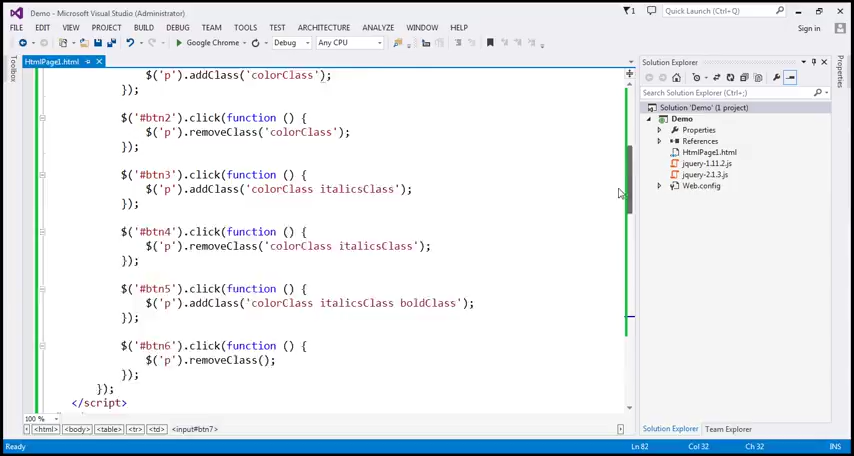 Demo - Microsoft Visual Studio (Administrator)
1
Quick Launch (Ctrl+Q)
FILE EDIT VIEW PROJECT BUILD DEBUG TEAM TOOLS TEST ARCHITECTURE ANALYZE WINDOW HELP
Sign in
Google Chrome Debug Any CPU
Toolbox
HtmlPage1.html
$('p').addClass('colorClass');
});
$('#btn2').click(function () {
$('p').removeClass('colorClass');
});
$('#btn3').click(function () {
$('p').addClass('colorClass italicsClass');
});
$('#btn4').click(function () {
$('p').removeClass('colorClass italicsClass');
});
$('#btn5').click(function () {
$('p').addClass('colorClass italicsClass boldClass');
});
$('#btn6').click(function () {
$('p').removeClass();
});
});
</script>
100 %
<html> <body> <table> <tr> <td> <input#btn7>
Solution Explorer
Search Solution Explorer (Ctrl+;)
Solution 'Demo' (1 project)
Demo
Properties
References
HtmlPage1.html
jquery-1.11.2.js
jquery-2.1.3.js
Web.config
Solution Explorer Team Explorer
Properties
Ready Ln 82 Col 32 Ch 32 INS